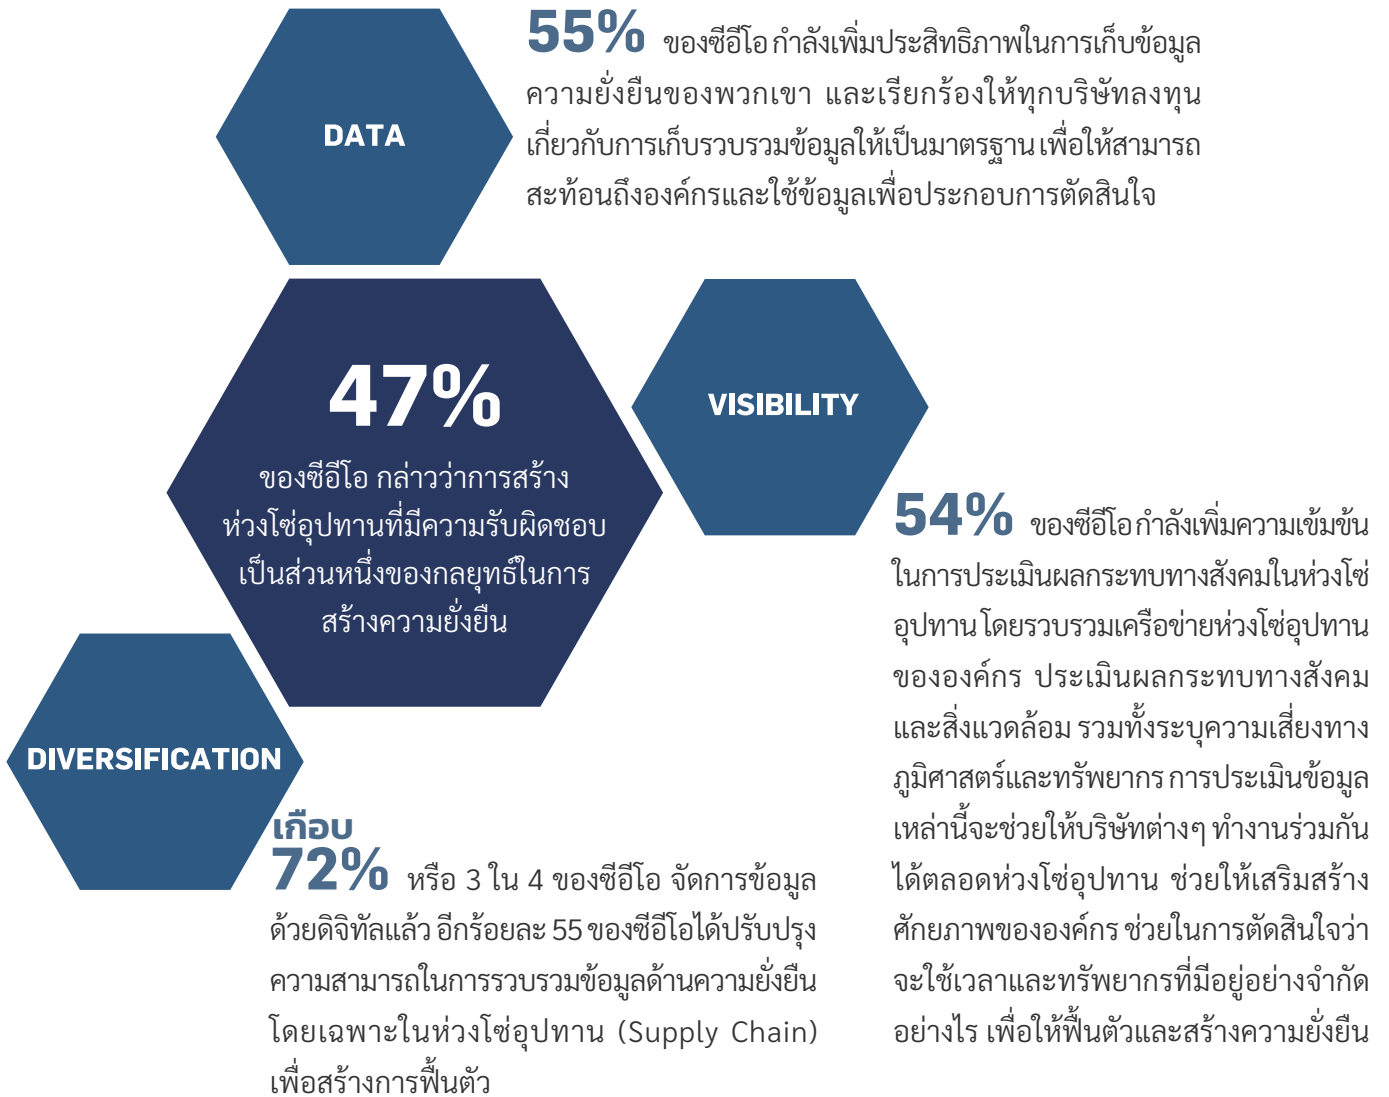 DATA
55% ของซีอีโอ กำลังเพิ่มประสิทธิภาพในการเก็บข้อมูล
ความยั่งยืนของพวกเขา และเรียกร้องให้ทุกบริษัทลงทุน
เกี่ยวกับการเก็บรวบรวมข้อมูลให้เป็นมาตรฐาน เพื่อให้สามารถ
สะท้อนถึงองค์กรและใช้ข้อมูลเพื่อประกอบการตัดสินใจ
47%
ของซีอีโอ กล่าวว่าการสร้าง
ห่วงโซ่อุปทานที่มีความรับผิดชอบ
เป็นส่วนหนึ่งของกลยุทธ์ในการ
สร้างความยั่งยืน
VISIBILITY
54% ของซีอีโอ กำลังเพิ่มความเข้มข้น
ในการประเมินผลกระทบทางสังคมในห่วงโซ่
อุปทาน โดยรวบรวมเครือข่ายห่วงโซ่อุปทาน
ขององค์กร ประเมินผลกระทบทางสังคม
และสิ่งแวดล้อม รวมทั้งระบุความเสี่ยงทาง
ภูมิศาสตร์และทรัพยากร การประเมินข้อมูล
เหล่านี้จะช่วยให้บริษัทต่างๆ ทำงานร่วมกัน
ได้ตลอดห่วงโซ่อุปทาน ช่วยให้เสริมสร้าง
ศักยภาพขององค์กร ช่วยในการตัดสินใจว่า
จะใช้เวลาและทรัพยากรที่มีอยู่อย่างจำกัด
อย่างไร เพื่อให้ฟื้นตัวและสร้างความยั่งยืน
DIVERSIFICATION
เกือบ
72% หรือ 3 ใน 4 ของซีอีโอ จัดการข้อมูล
ด้วยดิจิทัลแล้ว อีกร้อยละ 55 ของซีอีโอได้ปรับปรุง
ความสามารถในการรวบรวมข้อมูลด้านความยั่งยืน
โดยเฉพาะในห่วงโซ่อุปทาน (Supply Chain)
เพื่อสร้างการฟื้นตัว